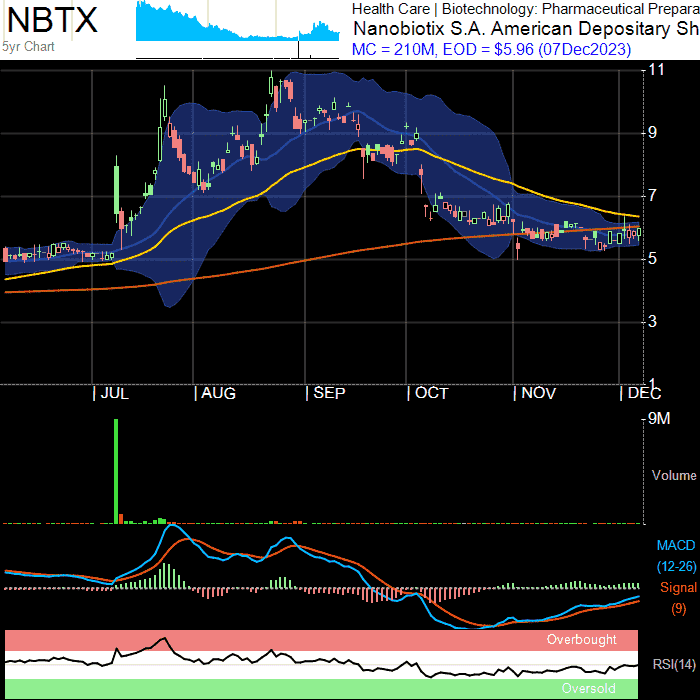 NBTX
5yr Chart
Health Care | Biotechnology: Pharmaceutical Prepara
Nanobiotix S.A. American Depositary Sh
MC = 210M, EOD = $5.96 (07Dec2023)
11
9
7
5
3
1
JUL AUG SEP OCT NOV DEC
9M
Volume
MACD
(12-26)
Signal
(9)
Overbought
RSI(14)
Oversold